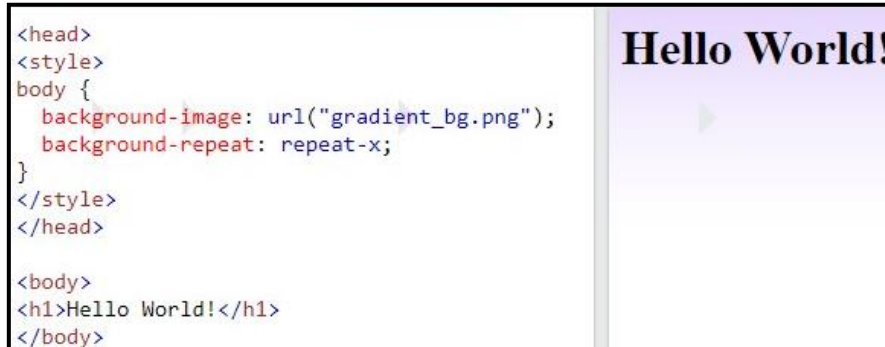 <head>
<style>
body {
  background-image: url("gradient_bg.png");
  background-repeat: repeat-x;
}
</style>
</head>

<body>
<h1>Hello World!</h1>
</body>
Hello World!